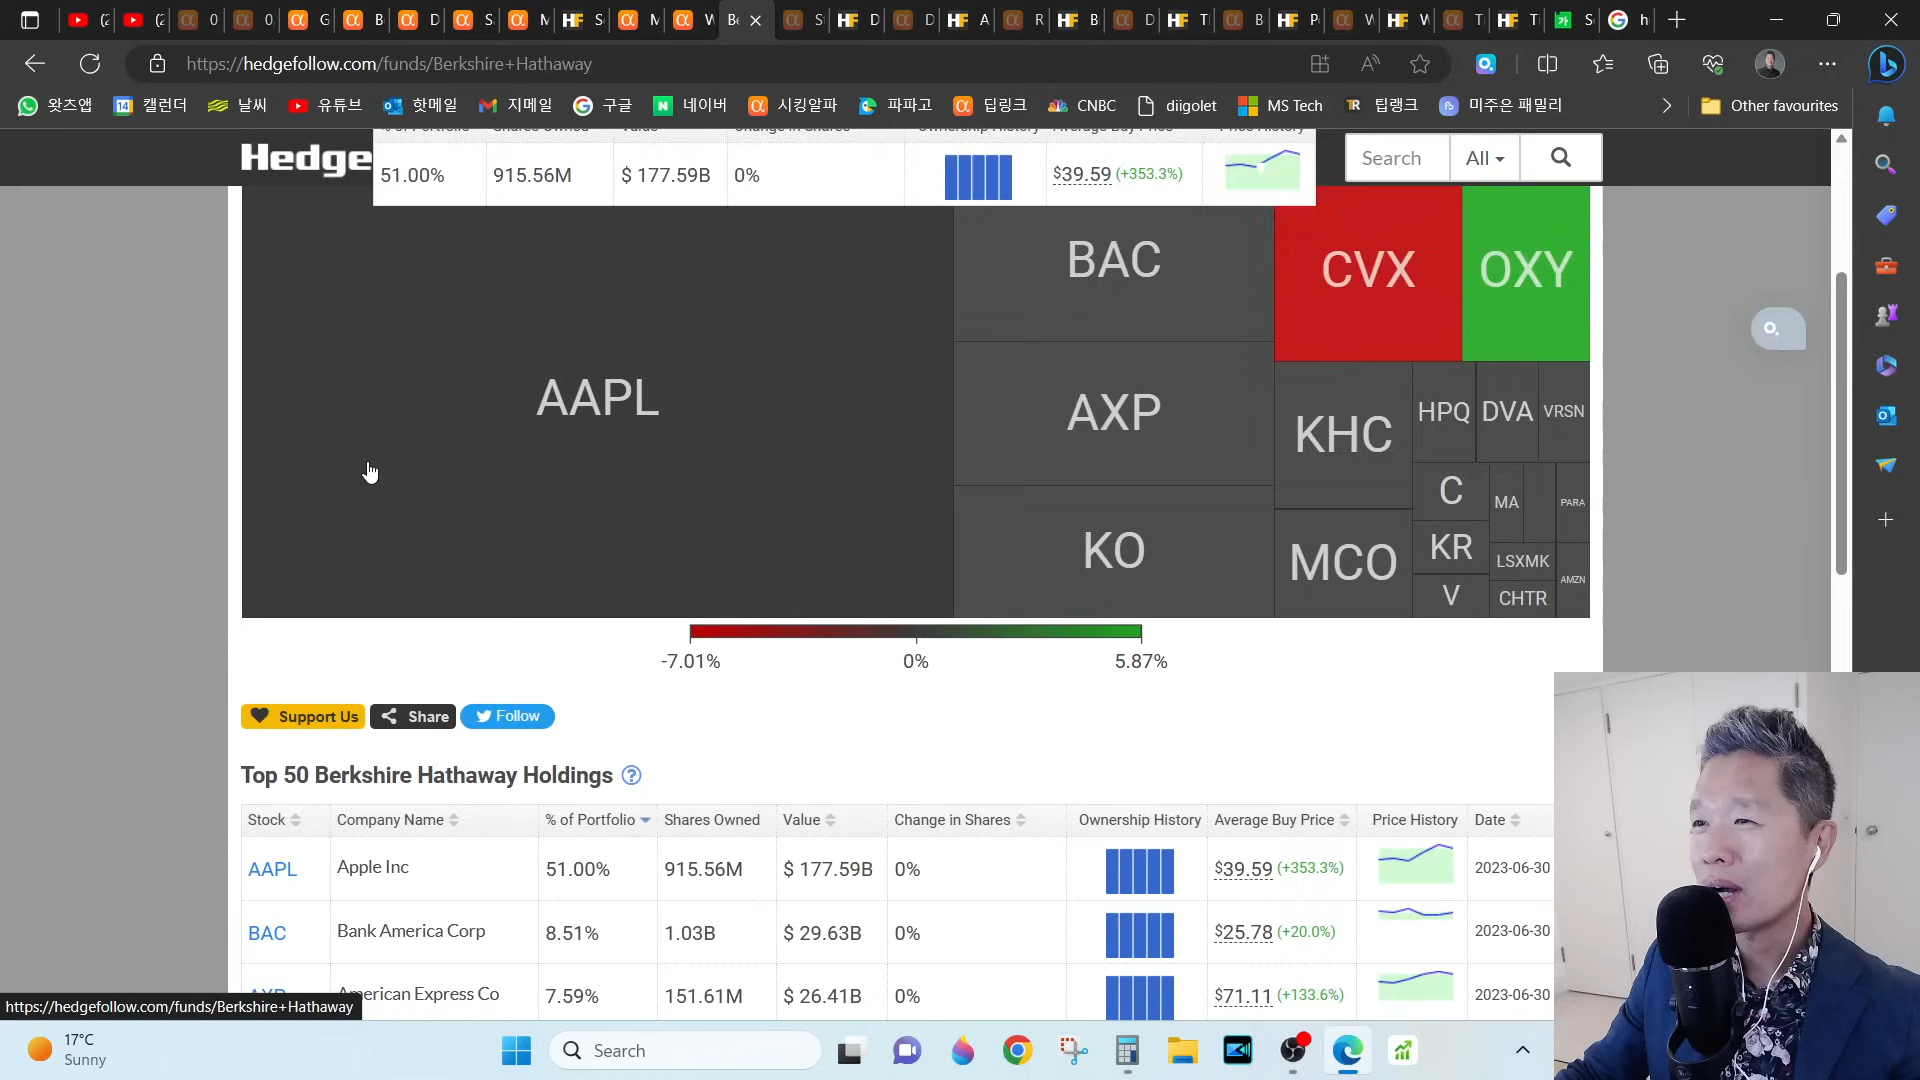 (2
(2
0
0
G
B
D
S
M
S
M
V
Be
S
D
D
A
R
B
D
T
B
P
V
V
T
T
S
h
https://hedgefollow.com/funds/Berkshire+Hathaway
왓츠앱
캘런더
날씨
유튜브
핫메일
지메일
구글
네이버
시킹알파
파파고
딥링크
CNBC
diigolet
MS Tech
팁랭크
미주은 패밀리
Other favourites
Hedge
Search
All
51.00%
915.56M
$ 177.59B
0%
$39.59 (+353.3%)
AAPL
BAC
AXP
KO
CVX
OXY
KHC
MCO
HPQ
DVA
VRSN
C
KR
V
MA
PARA
LSXMK
CHTR
AMZN
-7.01%
0%
5.87%
Support Us
Share
Follow
Top 50 Berkshire Hathaway Holdings ?
Stock Company Name % of Portfolio Shares Owned Value Change in Shares Ownership History Average Buy Price Price History Date
AAPL Apple Inc 51.00% 915.56M $ 177.59B 0% $39.59 (+353.3%) 2023-06-30
BAC Bank America Corp 8.51% 1.03B $ 29.63B 0% $25.78 (+20.0%) 2023-06-30
AXP American Express Co 7.59% 151.61M $ 26.41B 0% $71.11 (+133.6%) 2023-06-30
https://hedgefollow.com/funds/Berkshire+Hathaway
17°C
Sunny
Search